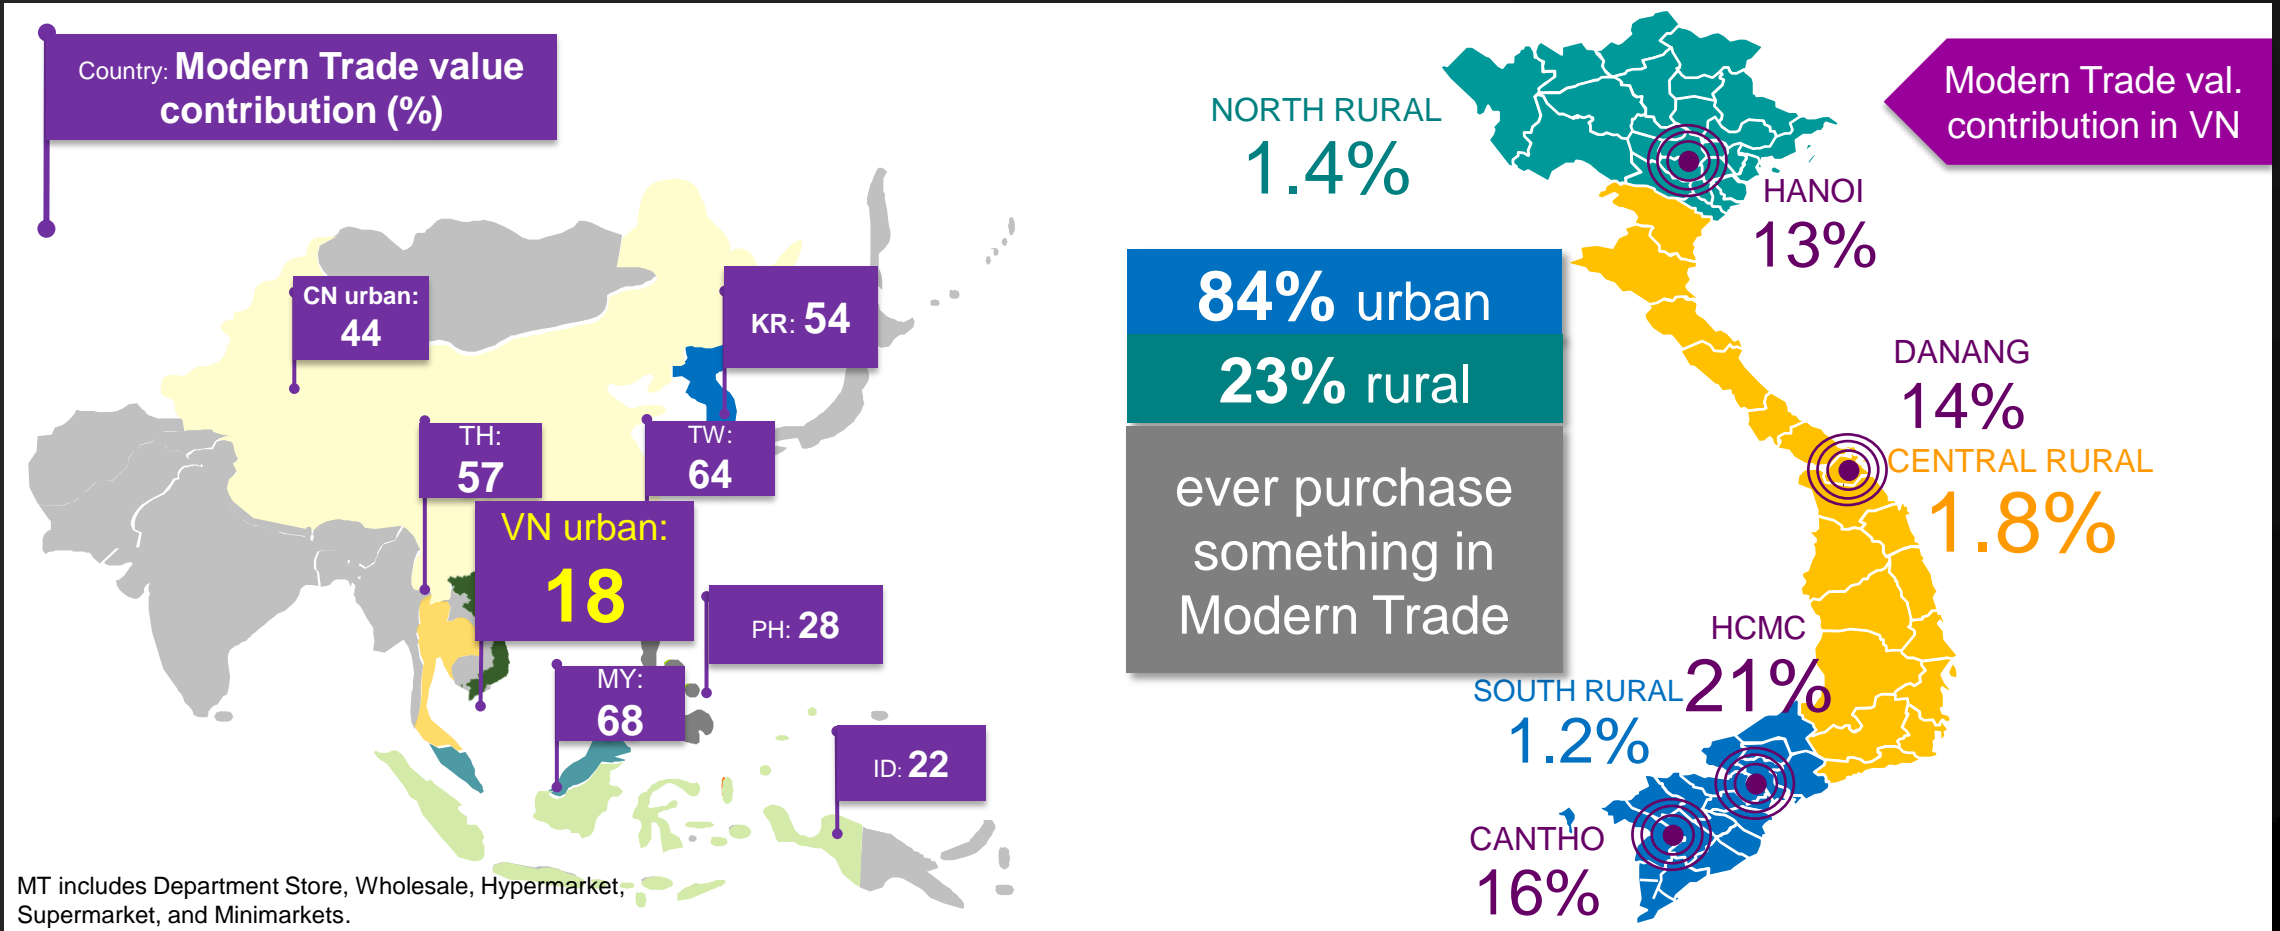 Country: Modern Trade value
contribution (%)
CN urban:
44
KR: 54
TH:
57
TW:
64
VN urban:
18
PH: 28
MY:
68
ID: 22
MT includes Department Store, Wholesale, Hypermarket,
Supermarket, and Minimarkets.
Modern Trade val.
contribution in VN
NORTH RURAL
1.4%
HANOI
13%
84% urban
23% rural
ever purchase
something in
Modern Trade
DANANG
14%
CENTRAL RURAL
1.8%
HCMC
21%
SOUTH RURAL
1.2%
CANTHO
16%